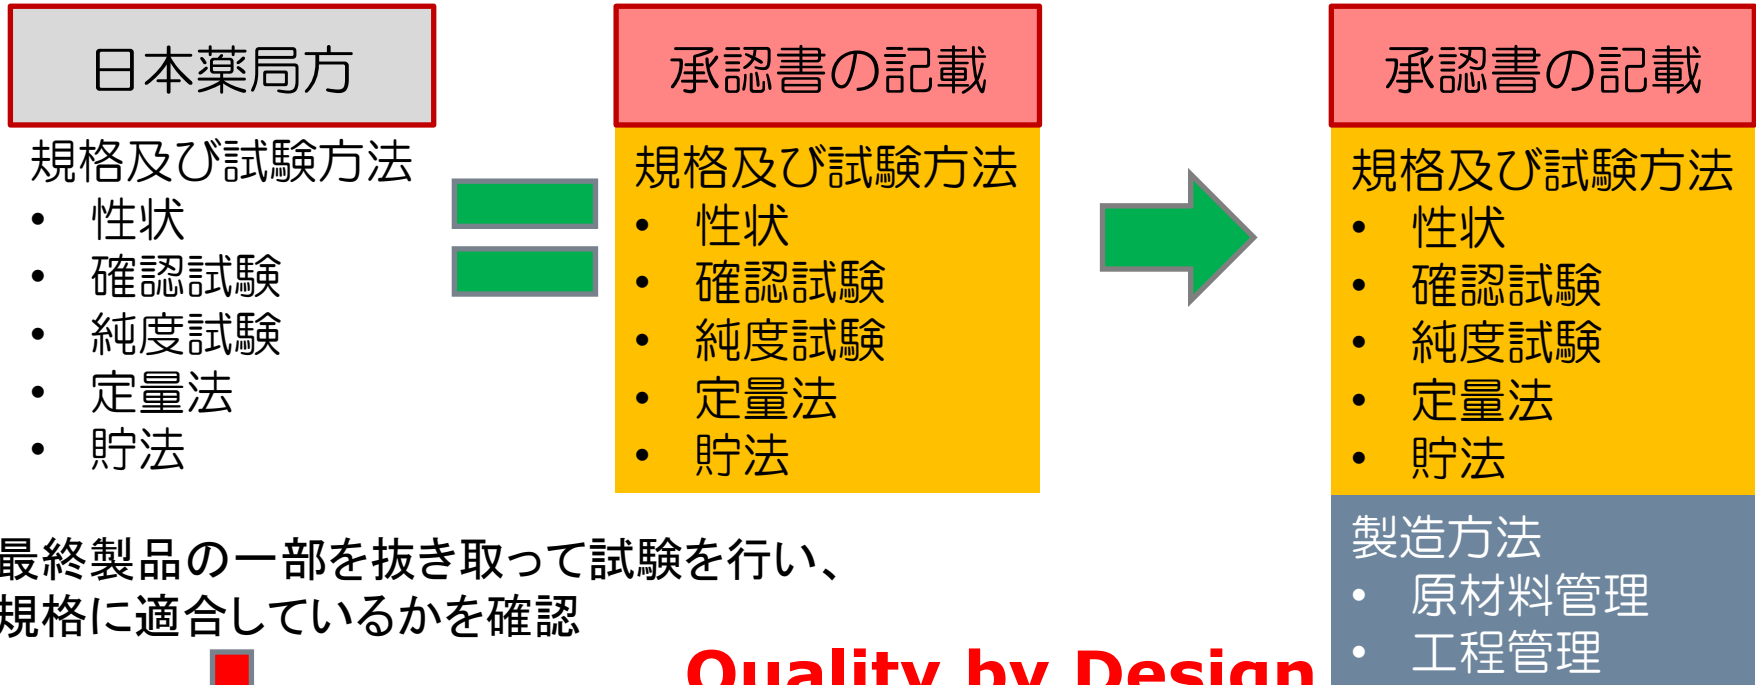 日本薬局方
規格及び試験方法
• 性状
• 確認試験
• 純度試験
• 定量法
• 貯法
承認書の記載
規格及び試験方法
• 性状
• 確認試験
• 純度試験
• 定量法
• 貯法
承認書の記載
規格及び試験方法
• 性状
• 確認試験
• 純度試験
• 定量法
• 貯法
製造方法
• 原材料管理
• 工程管理
最終製品の一部を抜き取って試験を行い、
規格に適合しているかを確認
Quality by Design